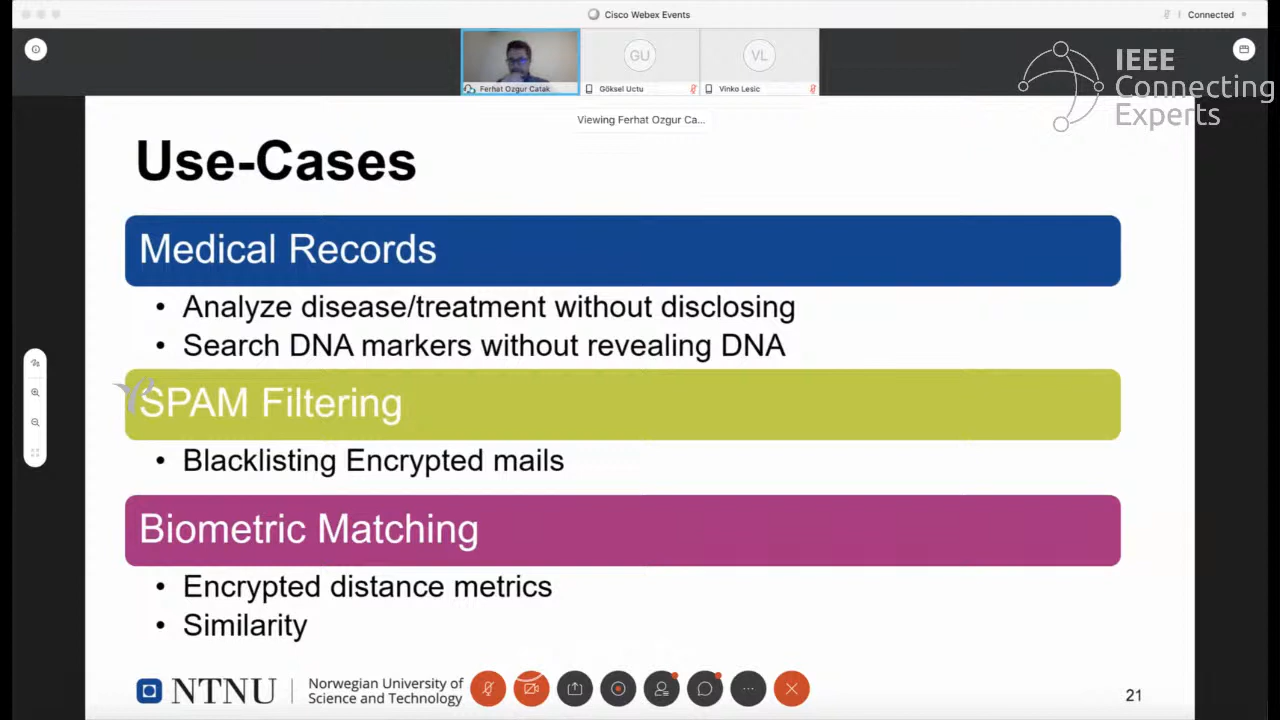 Cisco Webex Events
Connected
GU
VL
Ferhat Ozgur Catak
Göksel Uctu
Vinko Lesic
IEEE
Connecting
Experts
Viewing Ferhat Ozgur Ca...
Use-Cases
Medical Records
• Analyze disease/treatment without disclosing
• Search DNA markers without revealing DNA
SPAM Filtering
• Blacklisting Encrypted mails
Biometric Matching
• Encrypted distance metrics
• Similarity
NTNU
Norwegian University of
Science and Technology
21